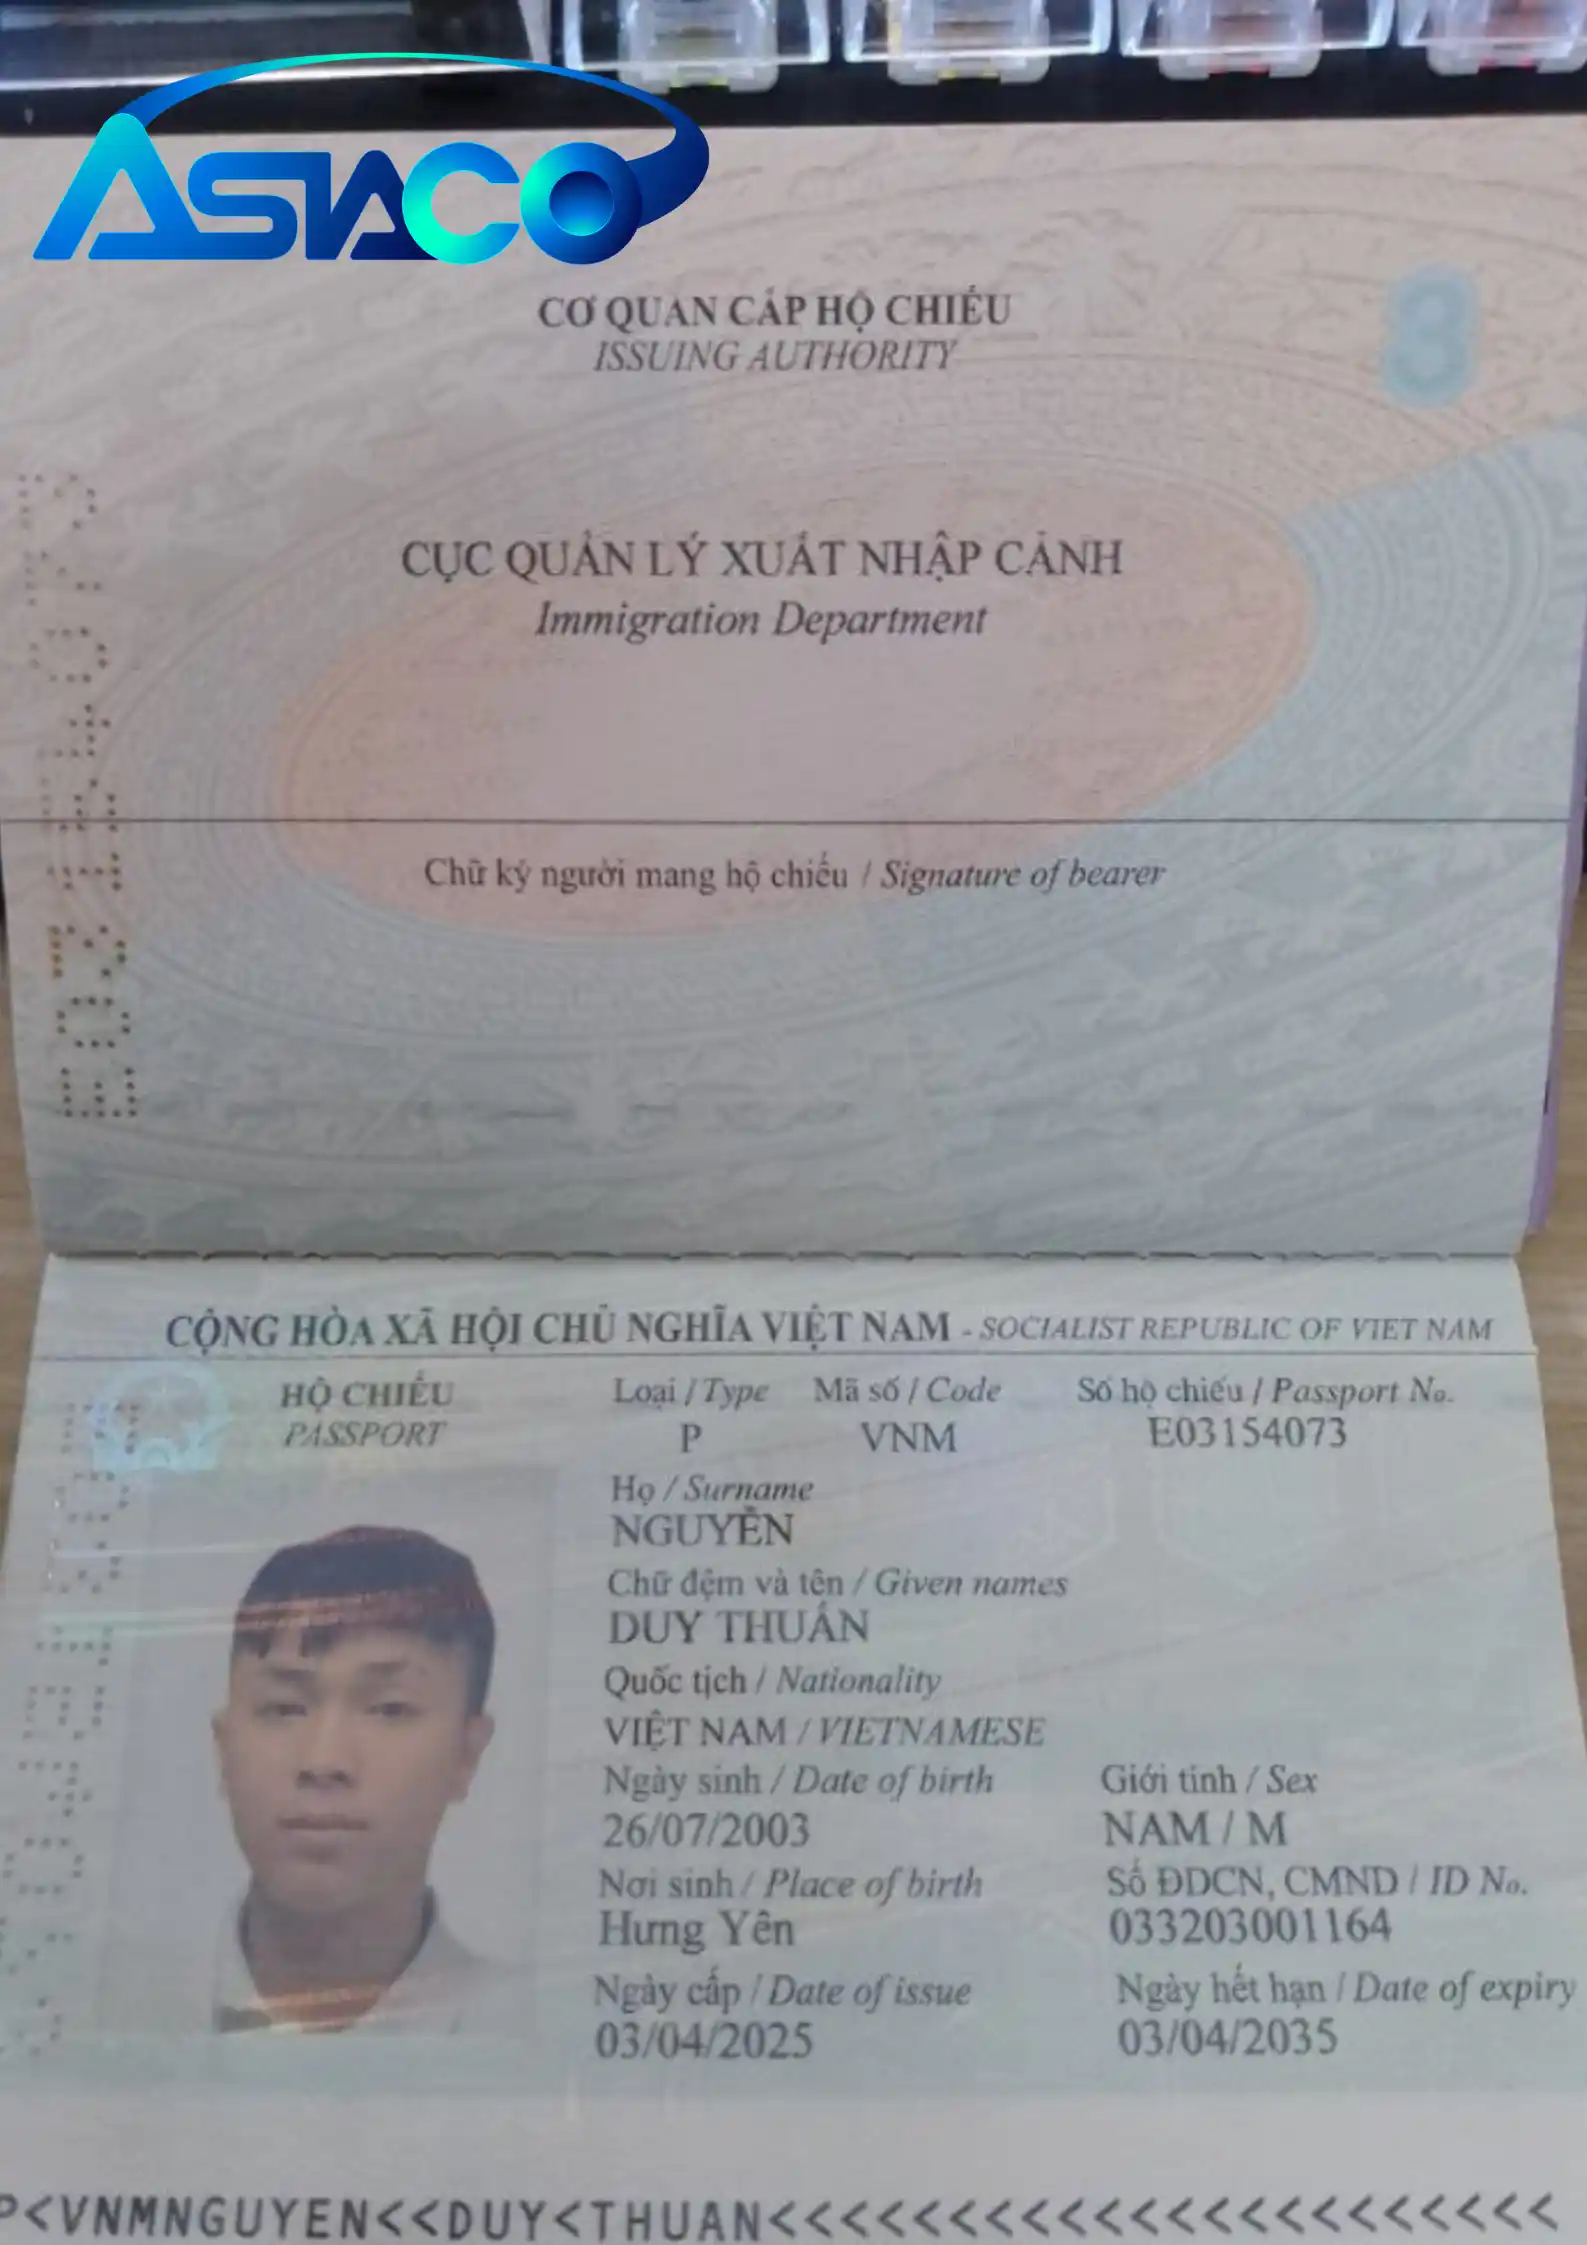 ASIACO
CƠ QUAN CẤP HỘ CHIẾU
ISSUING AUTHORITY
3
CỤC QUẢN LÝ XUẤT NHẬP CẢNH
Immigration Department
Chữ ký người mang hộ chiếu / Signature of bearer
CỘNG HÒA XÃ HỘI CHỦ NGHĨA VIỆT NAM - SOCIALIST REPUBLIC OF VIET NAM
HỘ CHIẾU
PASSPORT
Loại / Type Mã số / Code Số hộ chiếu / Passport No.
P VNM E03154073
Họ / Surname
NGUYỄN
Chữ đệm và tên / Given names
DUY THUẤN
Quốc tịch / Nationality
VIỆT NAM / VIETNAMESE
Ngày sinh / Date of birth Giới tính / Sex
26/07/2003 NAM / M
Nơi sinh / Place of birth Số ĐDCN, CMND / ID No.
Hưng Yên 033203001164
Ngày cấp / Date of issue Ngày hết hạn / Date of expiry
03/04/2025 03/04/2035
P<VNMNGUYEN<<DUY<THUAN<<<<<<<<<<<<<<<<<<<<<<